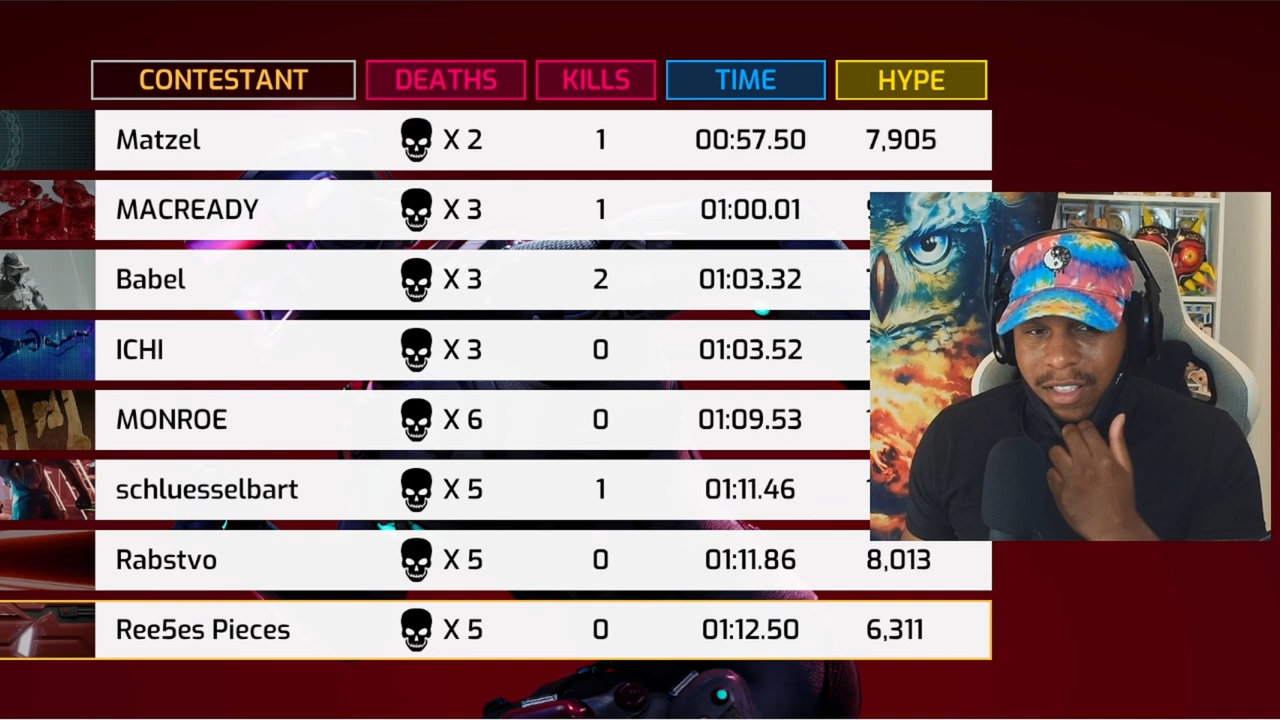 CONTESTANT DEATHS KILLS TIME HYPE
Matzel X 2 1 00:57.50 7,905
MACREADY X 3 1 01:00.01
Babel X 3 2 01:03.32
ICHI X 3 0 01:03.52
MONROE X 6 0 01:09.53
schluesselbart X 5 1 01:11.46
Rabstvo X 5 0 01:11.86 8,013
Ree5es Pieces X 5 0 01:12.50 6,311